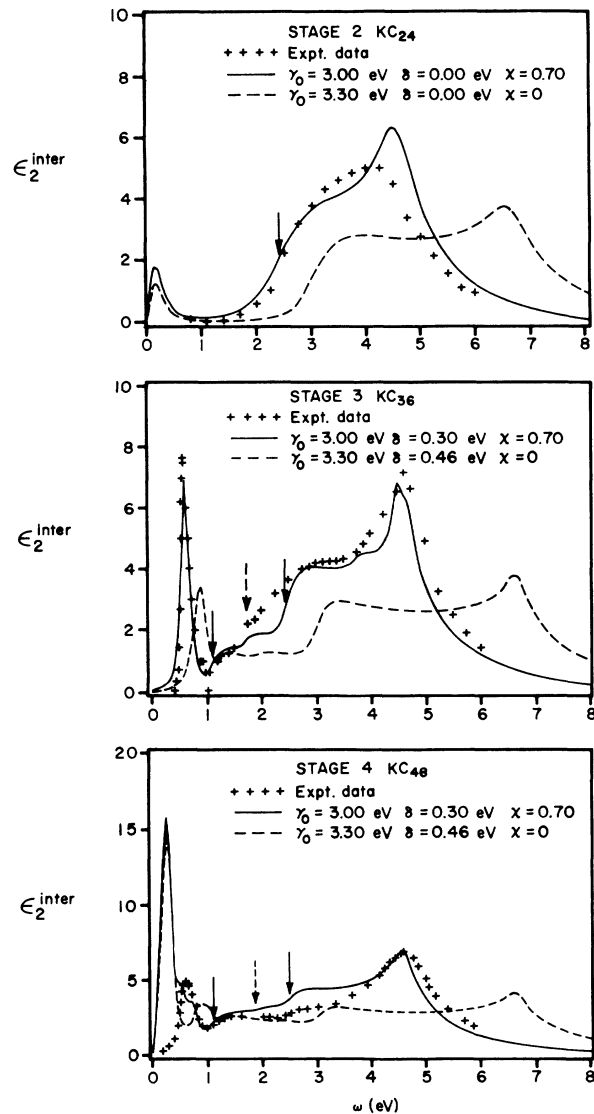 10
8
6
4
2
0
ϵ₂ⁱⁿᵗᵉʳ
STAGE 2 KC₂₄
++++ Expt. data
γ₀ = 3.00 eV δ = 0.00 eV χ = 0.70
γ₀ = 3.30 eV δ = 0.00 eV χ = 0
0 1 2 3 4 5 6 7 8
10
8
6
4
2
0
ϵ₂ⁱⁿᵗᵉʳ
STAGE 3 KC₃₆
++++ Expt. data
γ₀ = 3.00 eV δ = 0.30 eV χ = 0.70
γ₀ = 3.30 eV δ = 0.46 eV χ = 0
0 1 2 3 4 5 6 7 8
20
15
10
5
0
ϵ₂ⁱⁿᵗᵉʳ
STAGE 4 KC₄₈
+++++ Expt. data
γ₀ = 3.00 eV δ = 0.30 eV χ = 0.70
γ₀ = 3.30 eV δ = 0.46 eV χ = 0
0 1 2 3 4 5 6 7 8
ω (eV)